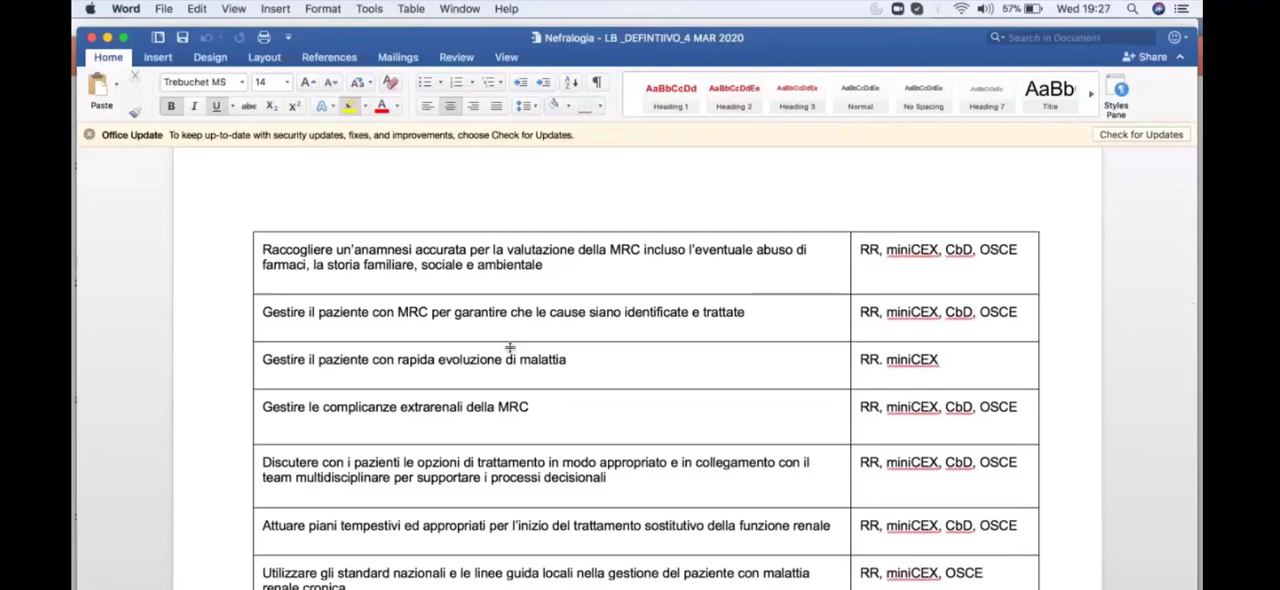 Word File Edit View Insert Format Tools Table Window Help 57% Wed 19:27
Nefralogia - LB _DEFINTIIVO_4 MAR 2020 Search in Document
Home Insert Design Layout References Mailings Review View Share
Paste Trebuchet MS 14 A A Aa A
B I U abc X2 X2 A A
AaBbCcDd AaBbCcDdEe AaBbCcDdEe AaBbCcDdEe AaBbCcDdEe AaBbCcDdEe AaBb
Heading 1 Heading 2 Heading 3 Normal No Spacing Heading 7 Title
Styles
Pane
Office Update To keep up-to-date with security updates, fixes, and improvements, choose Check for Updates. Check for Updates
Raccogliere un'anamnesi accurata per la valutazione della MRC incluso l'eventuale abuso di
farmaci, la storia familiare, sociale e ambientale
RR, miniCEX, CbD, OSCE
Gestire il paziente con MRC per garantire che le cause siano identificate e trattate
RR, miniCEX, CbD, OSCE
Gestire il paziente con rapida evoluzione di malattia
RR. miniCEX
Gestire le complicanze extrarenali della MRC
RR, miniCEX, CbD, OSCE
Discutere con i pazienti le opzioni di trattamento in modo appropriato e in collegamento con il
team multidisciplinare per supportare i processi decisionali
RR, miniCEX, CbD, OSCE
Attuare piani tempestivi ed appropriati per l'inizio del trattamento sostitutivo della funzione renale
RR, miniCEX, CbD, OSCE
Utilizzare gli standard nazionali e le linee guida locali nella gestione del paziente con malattia
renale cronica
RR, miniCEX, OSCE